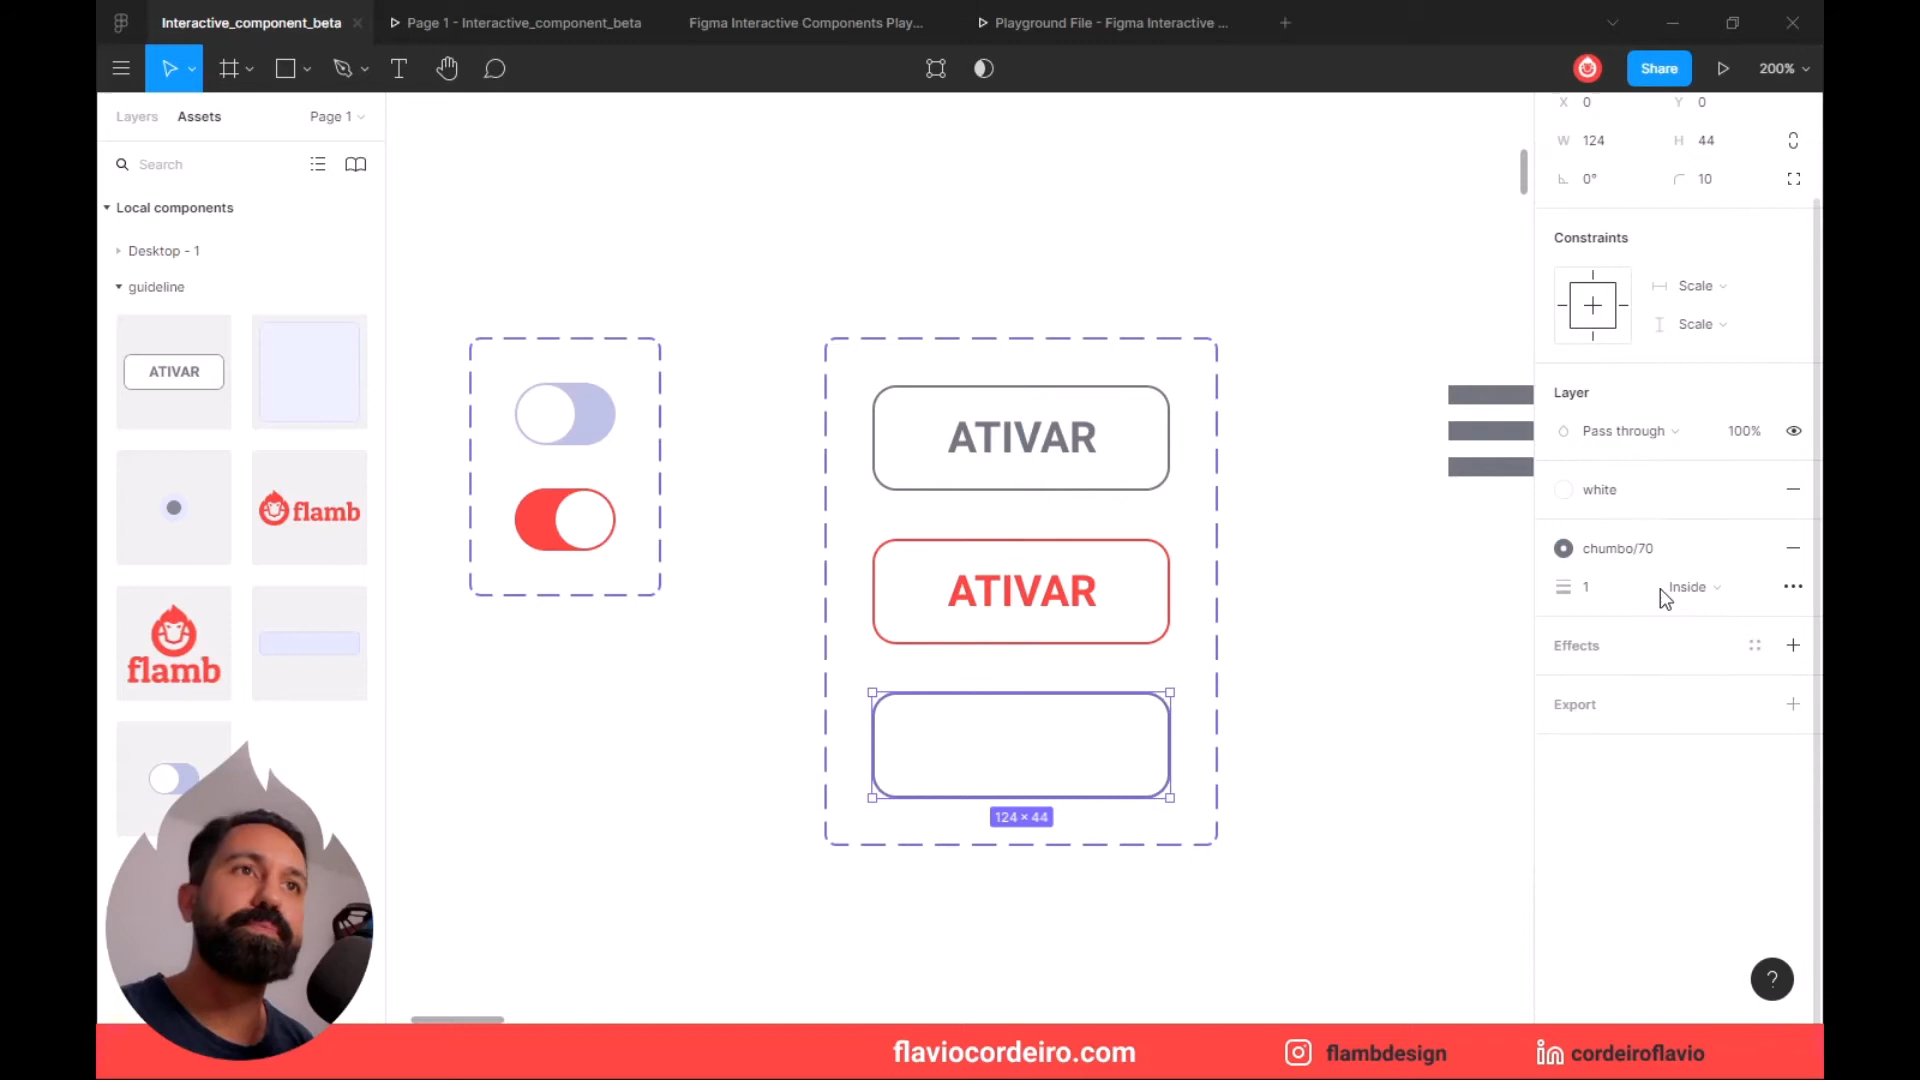 Interactive_component_beta
Page 1 - Interactive_component_beta
Figma Interactive Components Play...
Playground File - Figma Interactive ...
Share
200%
Layers
Assets
Page 1
Search
Local components
Desktop - 1
guideline
ATIVAR
flamb
flamb
ATIVAR
ATIVAR
124 × 44
X 0
Y 0
W 124
H 44
0°
10
Constraints
Scale
Scale
Layer
Pass through
100%
white
chumbo/70
1
Inside
Effects
Export
?
flaviocordeiro.com
flambdesign
in cordeiroflavio